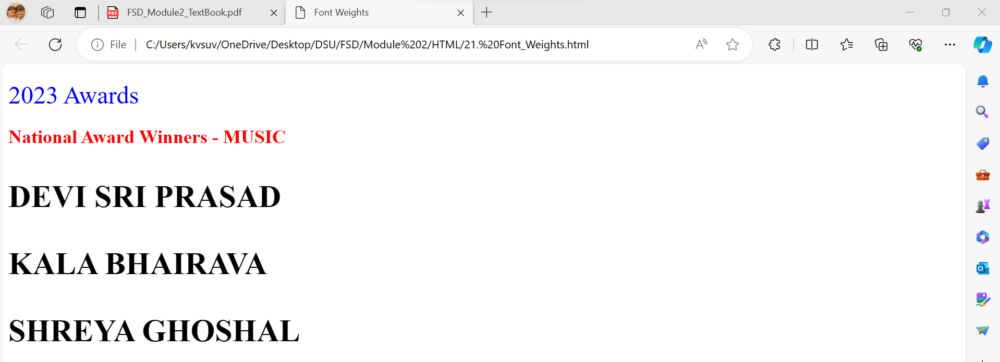 FSD_Module2_TextBook.pdf
Font Weights
File
C:/Users/kvsuv/OneDrive/Desktop/DSU/FSD/Module%202/HTML/21.%20Font_Weights.html
2023 Awards
National Award Winners - MUSIC
DEVI SRI PRASAD
KALA BHAIRAVA
SHREYA GHOSHAL